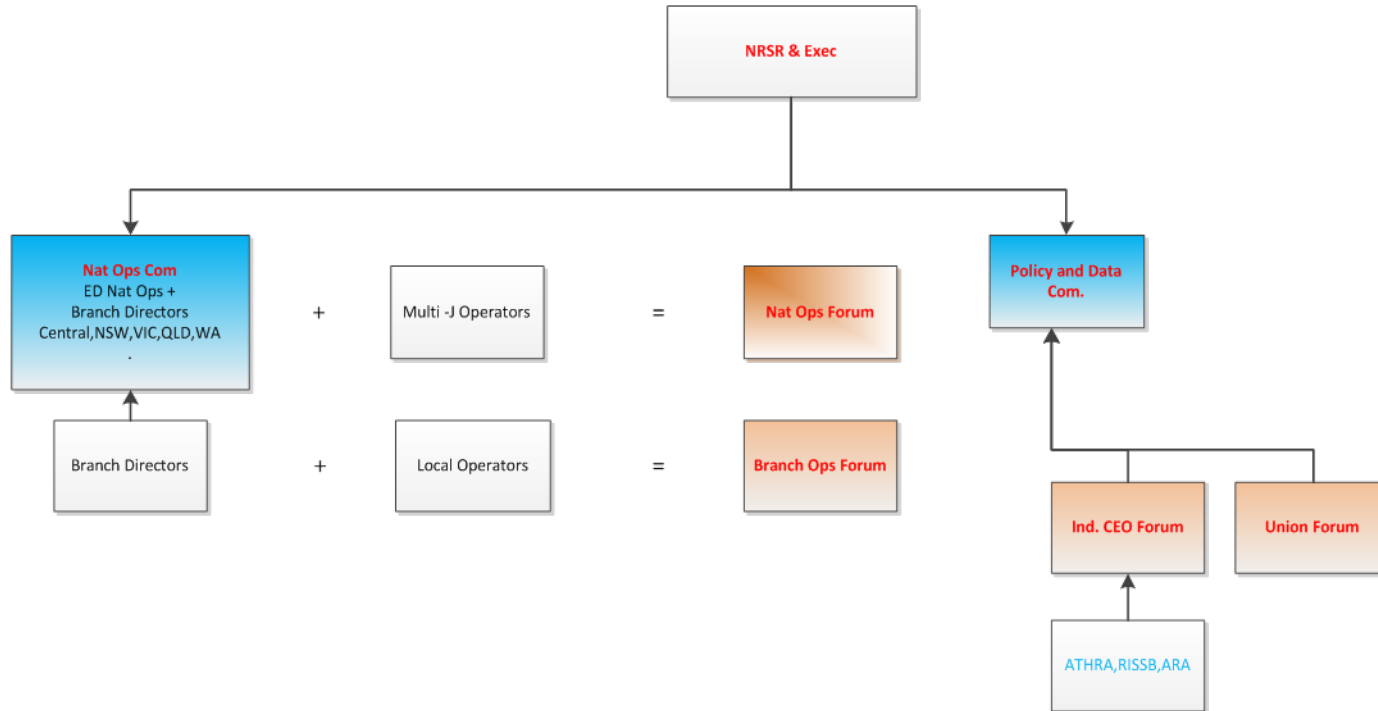 NRSR & Exec
Nat Ops Com
ED Nat Ops +
Branch Directors
Central,NSW,VIC,QLD,WA
.
+
Multi -J Operators
=
Nat Ops Forum
Policy and Data
Com.
Branch Directors
+
Local Operators
=
Branch Ops Forum
Ind. CEO Forum
Union Forum
ATHRA,RISSB,ARA